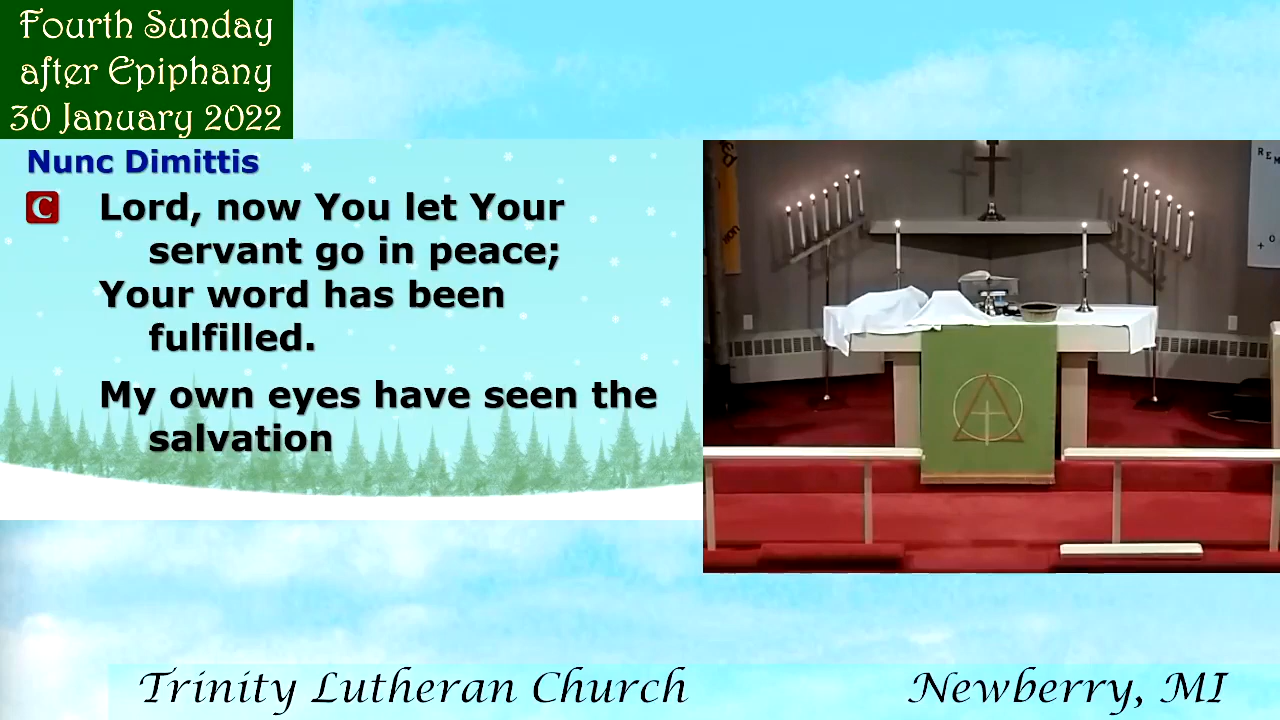 Fourth Sunday
after Epiphany
30 January 2022
Nunc Dimittis
C Lord, now You let Your
servant go in peace;
Your word has been
fulfilled.
My own eyes have seen the
salvation
REM
+ O
Trinity Lutheran Church Newberry, MI